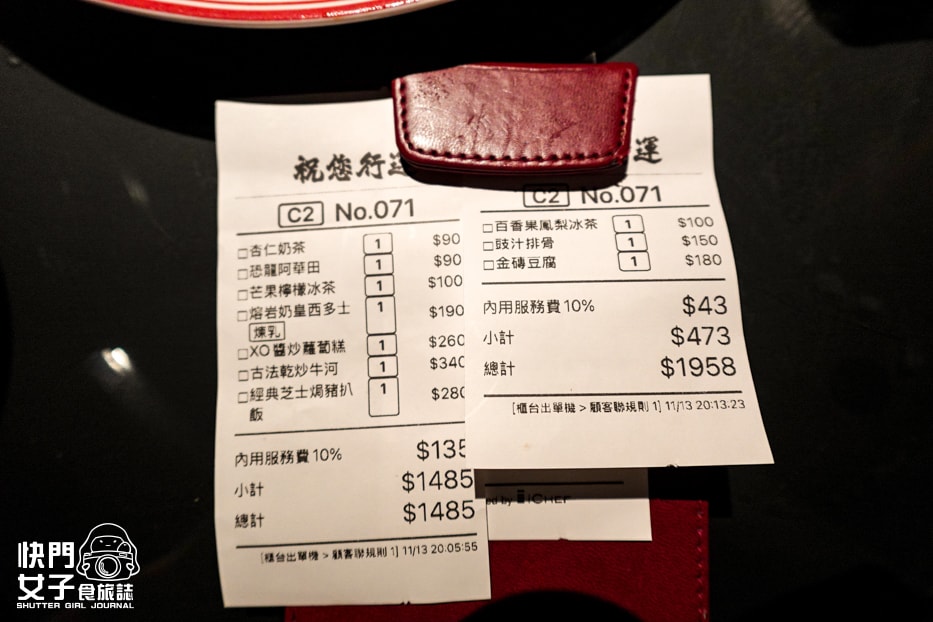 祝您行運
C2 No.071
□杏仁奶茶 1 $90
□恐龍阿華田 1 $90
□芒果檸檬冰茶 1 $100
□熔岩奶皇西多士 1 $190
煉乳
□XO醬炒蘿蔔糕 1 $260
□古法乾炒牛河 1 $340
□經典芝士焗豬扒 1 $280
飯
內用服務費10% $135
小計 $1485
總計 $1485
[櫃台出單機 > 顧客聯規則 1] 11/13 20:05:55
運
C2 No.071
□百香果鳳梨冰茶 1 $100
□豉汁排骨 1 $150
□金磚豆腐 1 $180
內用服務費10% $43
小計 $473
總計 $1958
[櫃台出單機 > 顧客聯規則 1] 11/13 20:13:23
ed by iCHEF
快門
女子食旅誌
SHUTTER GIRL JOURNAL